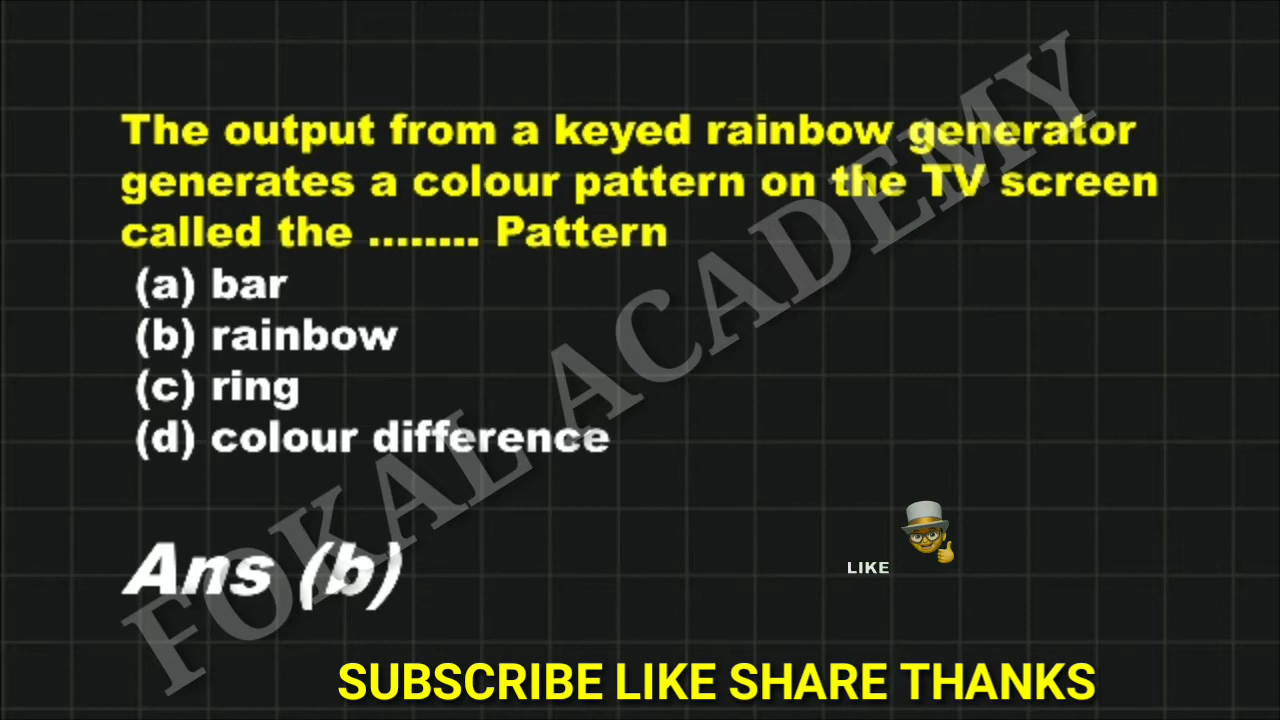 The output from a keyed rainbow generator
generates a colour pattern on the TV screen
called the ........ Pattern
(a) bar
(b) rainbow
(c) ring
(d) colour difference
Ans (b)
FOKAL ACADEMY
LIKE
SUBSCRIBE LIKE SHARE THANKS